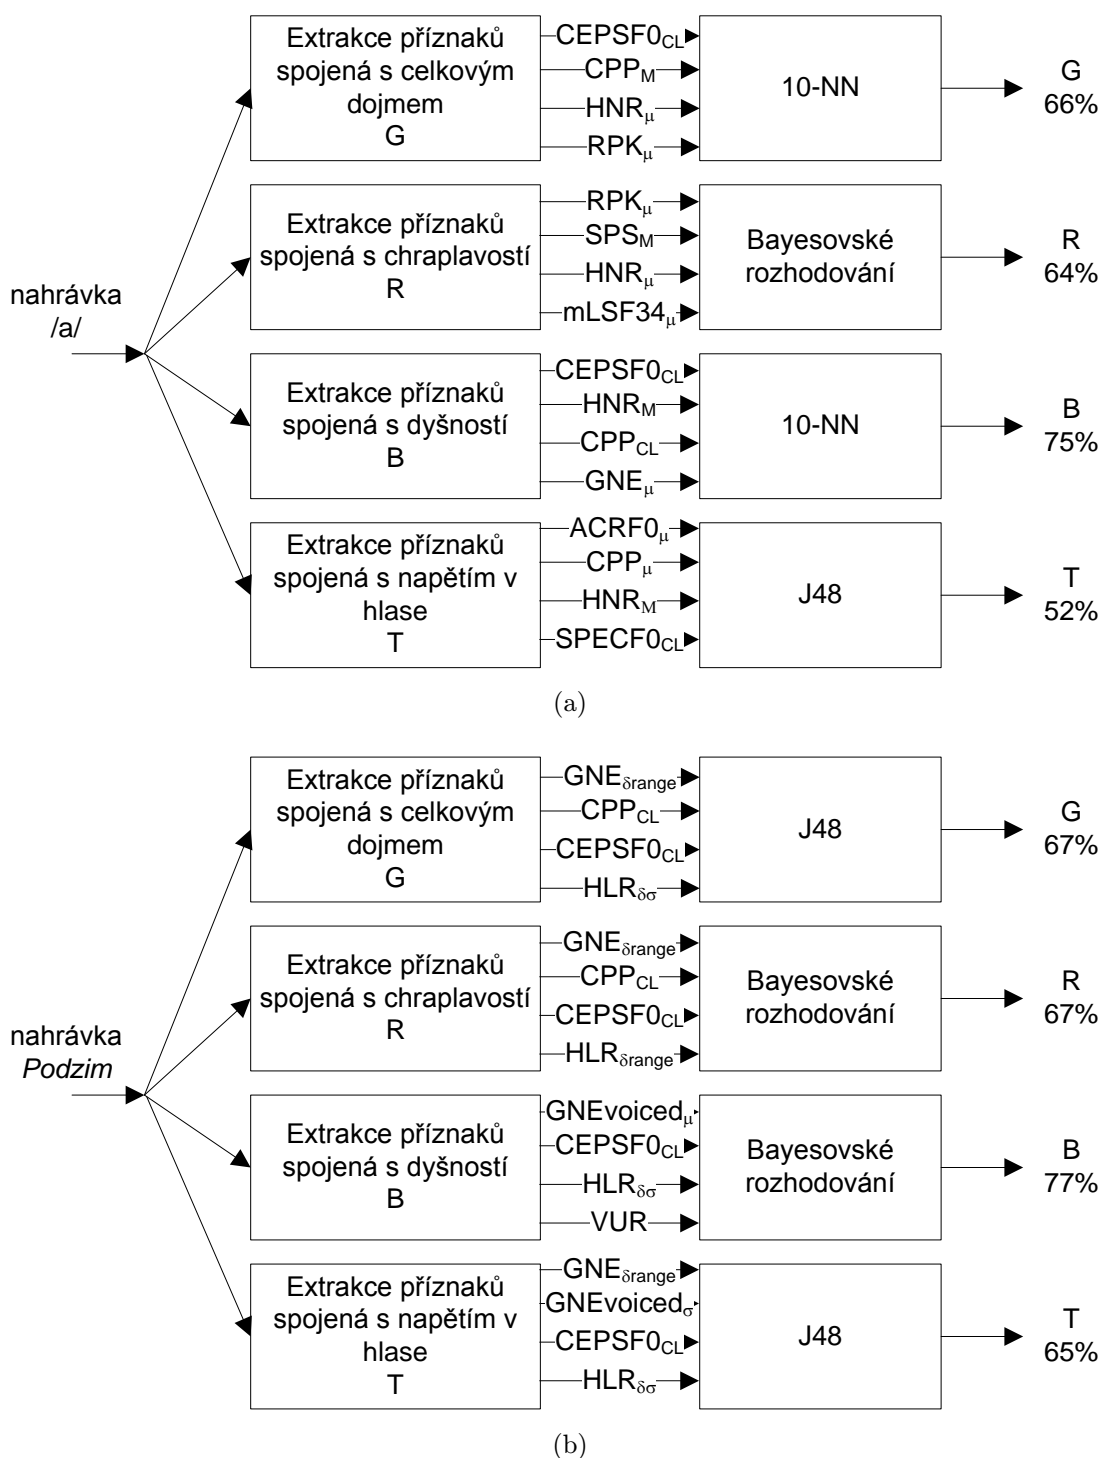 Extrakce příznaků
spojená s celkovým
dojmem
G
CEPSF0CL
CPPM
HNRμ
RPKμ
10-NN
G
66%
Extrakce příznaků
spojená s chraplavostí
R
RPKμ
SPSM
HNRμ
mLSF34μ
Bayesovské
rozhodování
R
64%
nahrávka
/a/
Extrakce příznaků
spojená s dyšností
B
CEPSF0CL
HNRM
CPPCL
GNEμ
10-NN
B
75%
Extrakce příznaků
spojená s napětím v
hlase
T
ACRF0μ
CPPμ
HNRM
SPECF0CL
J48
T
52%
(a)
Extrakce příznaků
spojená s celkovým
dojmem
G
GNEδrange
CPPCL
CEPSF0CL
HLRδσ
J48
G
67%
Extrakce příznaků
spojená s chraplavostí
R
GNEδrange
CPPCL
CEPSF0CL
HLRδrange
Bayesovské
rozhodování
R
67%
nahrávka
Podzim
Extrakce příznaků
spojená s dyšností
B
GNEvoicedμ
CEPSF0CL
HLRδσ
VUR
Bayesovské
rozhodování
B
77%
Extrakce příznaků
spojená s napětím v
hlase
T
GNEδrange
GNEvoicedσ
CEPSF0CL
HLRδσ
J48
T
65%
(b)